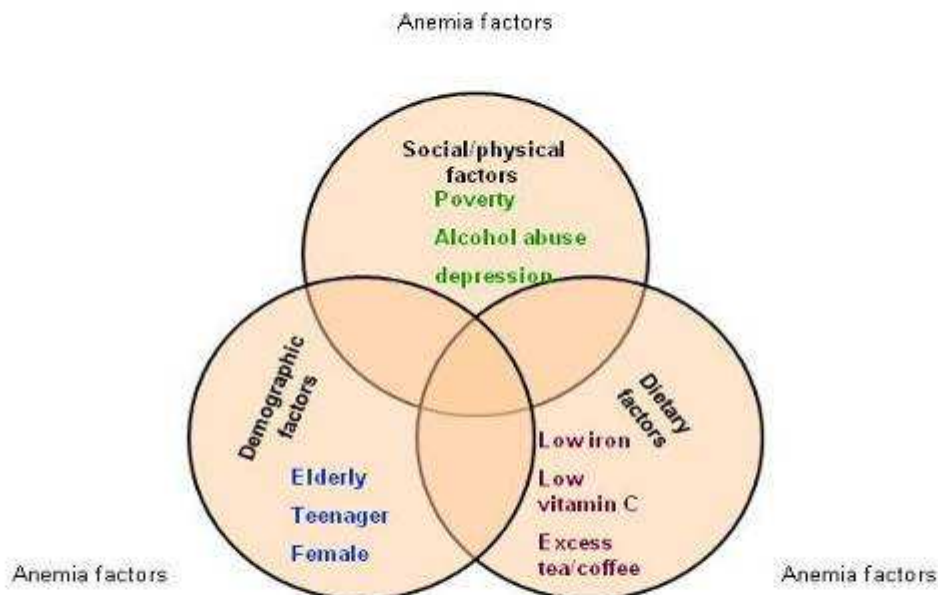 Anemia factors
Social/physical
factors
Poverty
Alcohol abuse
depression
Demographic
factors
Elderly
Teenager
Female
Dietary
factors
Low iron
Low
vitamin C
Excess
tea/coffee
Anemia factors
Anemia factors